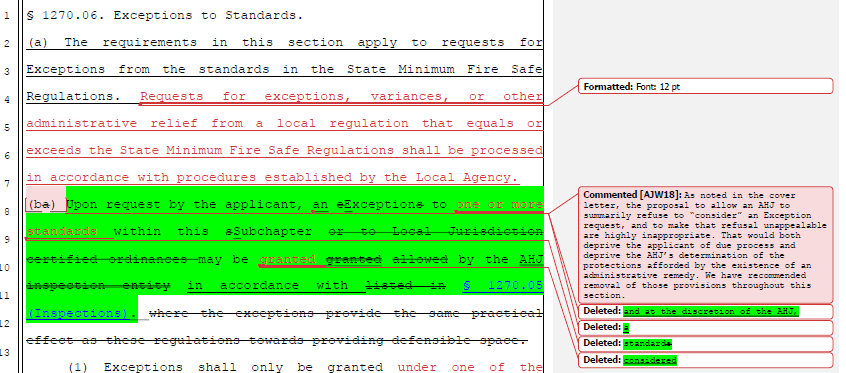 1 § 1270.06. Exceptions to Standards.
2 (a) The requirements in this section apply to requests for
3 Exceptions from the standards in the State Minimum Fire Safe
4 Regulations. Requests for exceptions, variances, or other
5 administrative relief from a local regulation that equals or
6 exceeds the State Minimum Fire Safe Regulations shall be processed
7 in accordance with procedures established by the Local Agency.
8 (ba) Upon request by the applicant, an eExceptions to one or more
9 standards within this sSubchapter or to Local Jurisdiction
10 certified ordinances may be granted granted allowed by the AHJ
11 inspection entity in accordance with listed in § 1270.05
12 (Inspections). where the exceptions provide the same practical
13 effect as these regulations towards providing defensible space.
(1) Exceptions shall only be granted under one of the
Formatted: Font: 12 pt
Commented [AJW18]: As noted in the cover
letter, the proposal to allow an AHJ to
summarily refuse to "consider" an Exception
request, and to make that refusal unappealable
are highly inappropriate. That would both
deprive the applicant of due process and
deprive the AHJ's determination of the
protections afforded by the existence of an
administrative remedy. We have recommended
removal of those provisions throughout this
section.
Deleted: and at the discretion of the AHJ,
Deleted: a
Deleted: standards
Deleted: considered